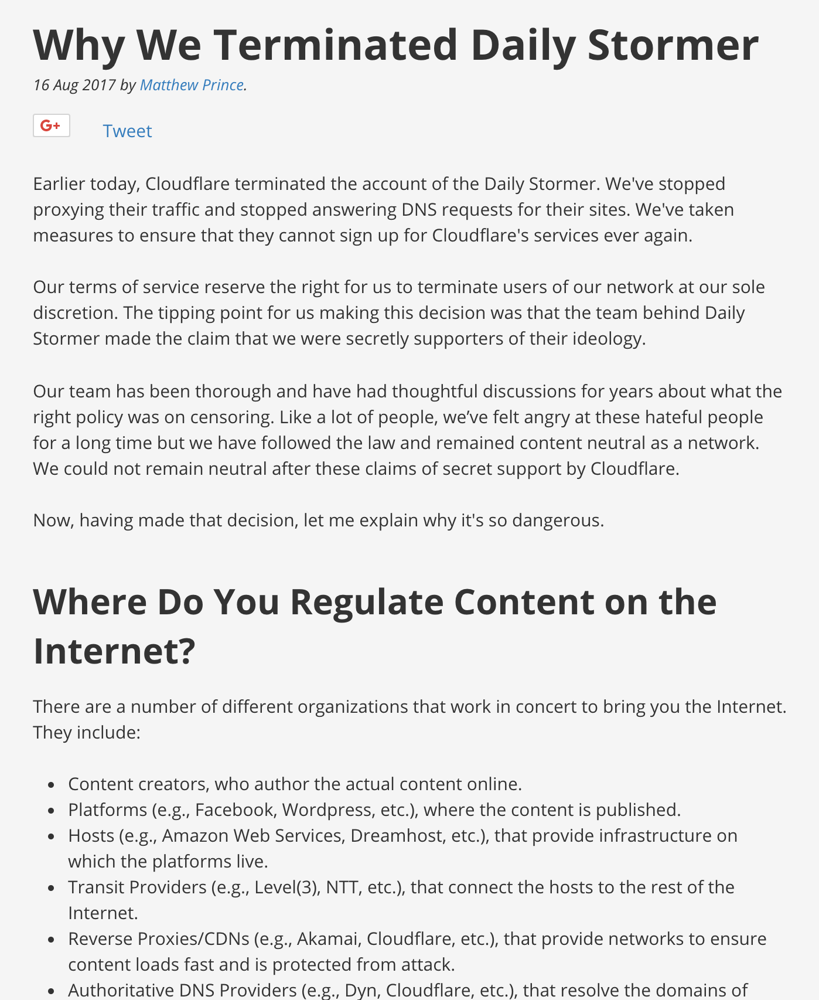 Why We Terminated Daily Stormer
16 Aug 2017 by Matthew Prince.
G+ Tweet
Earlier today, Cloudflare terminated the account of the Daily Stormer. We've stopped
proxying their traffic and stopped answering DNS requests for their sites. We've taken
measures to ensure that they cannot sign up for Cloudflare's services ever again.
Our terms of service reserve the right for us to terminate users of our network at our sole
discretion. The tipping point for us making this decision was that the team behind Daily
Stormer made the claim that we were secretly supporters of their ideology.
Our team has been thorough and have had thoughtful discussions for years about what the
right policy was on censoring. Like a lot of people, we’ve felt angry at these hateful people
for a long time but we have followed the law and remained content neutral as a network.
We could not remain neutral after these claims of secret support by Cloudflare.
Now, having made that decision, let me explain why it's so dangerous.
Where Do You Regulate Content on the
Internet?
There are a number of different organizations that work in concert to bring you the Internet.
They include:
• Content creators, who author the actual content online.
• Platforms (e.g., Facebook, Wordpress, etc.), where the content is published.
• Hosts (e.g., Amazon Web Services, Dreamhost, etc.), that provide infrastructure on
which the platforms live.
• Transit Providers (e.g., Level(3), NTT, etc.), that connect the hosts to the rest of the
Internet.
• Reverse Proxies/CDNs (e.g., Akamai, Cloudflare, etc.), that provide networks to ensure
content loads fast and is protected from attack.
• Authoritative DNS Providers (e.g., Dyn, Cloudflare, etc.), that resolve the domains of